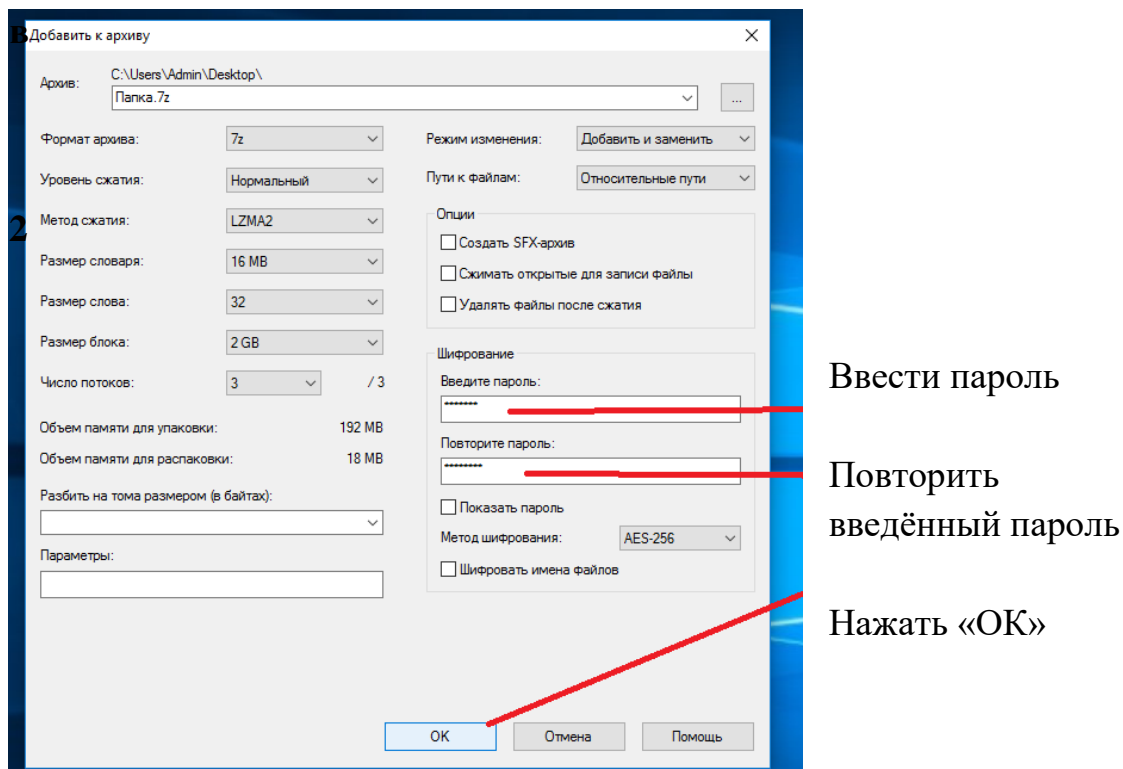 в
Добавить к архиву
Архив:
C:\Users\Admin\Desktop\
Папка.7z
...
Формат архива:
7z
Уровень сжатия:
Нормальный
2
Метод сжатия:
LZMA2
Размер словаря:
16 MB
Размер слова:
32
Размер блока:
2 GB
Число потоков:
3
/ 3
Объем памяти для упаковки:
192 MB
Объем памяти для распаковки:
18 MB
Разбить на тома размером (в байтах):
Параметры:
Режим изменения:
Добавить и заменить
Пути к файлам:
Относительные пути
Опции
Создать SFX-архив
Сжимать открытые для записи файлы
Удалять файлы после сжатия
Шифрование
Введите пароль:
*******
Повторите пароль:
********
Показать пароль
Метод шифрования:
AES-256
Шифровать имена файлов
OK
Отмена
Помощь
Ввести пароль
Повторить
введённый пароль
Нажать «ОК»